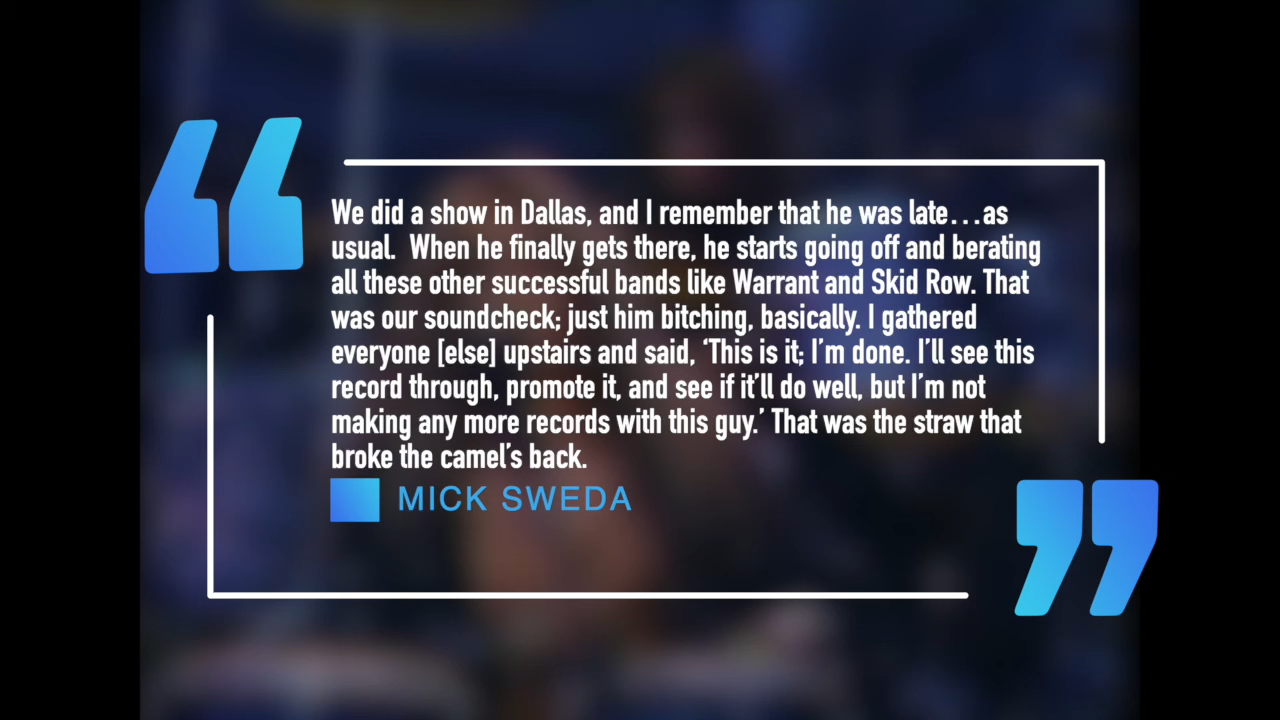 We did a show in Dallas, and I remember that he was late...as
usual.  When he finally gets there, he starts going off and berating
all these other successful bands like Warrant and Skid Row. That
was our soundcheck; just him bitching, basically. I gathered
everyone [else] upstairs and said, ‘This is it; I’m done. I’ll see this
record through, promote it, and see if it’ll do well, but I’m not
making any more records with this guy.’ That was the straw that
broke the camel’s back.
MICK SWEDA